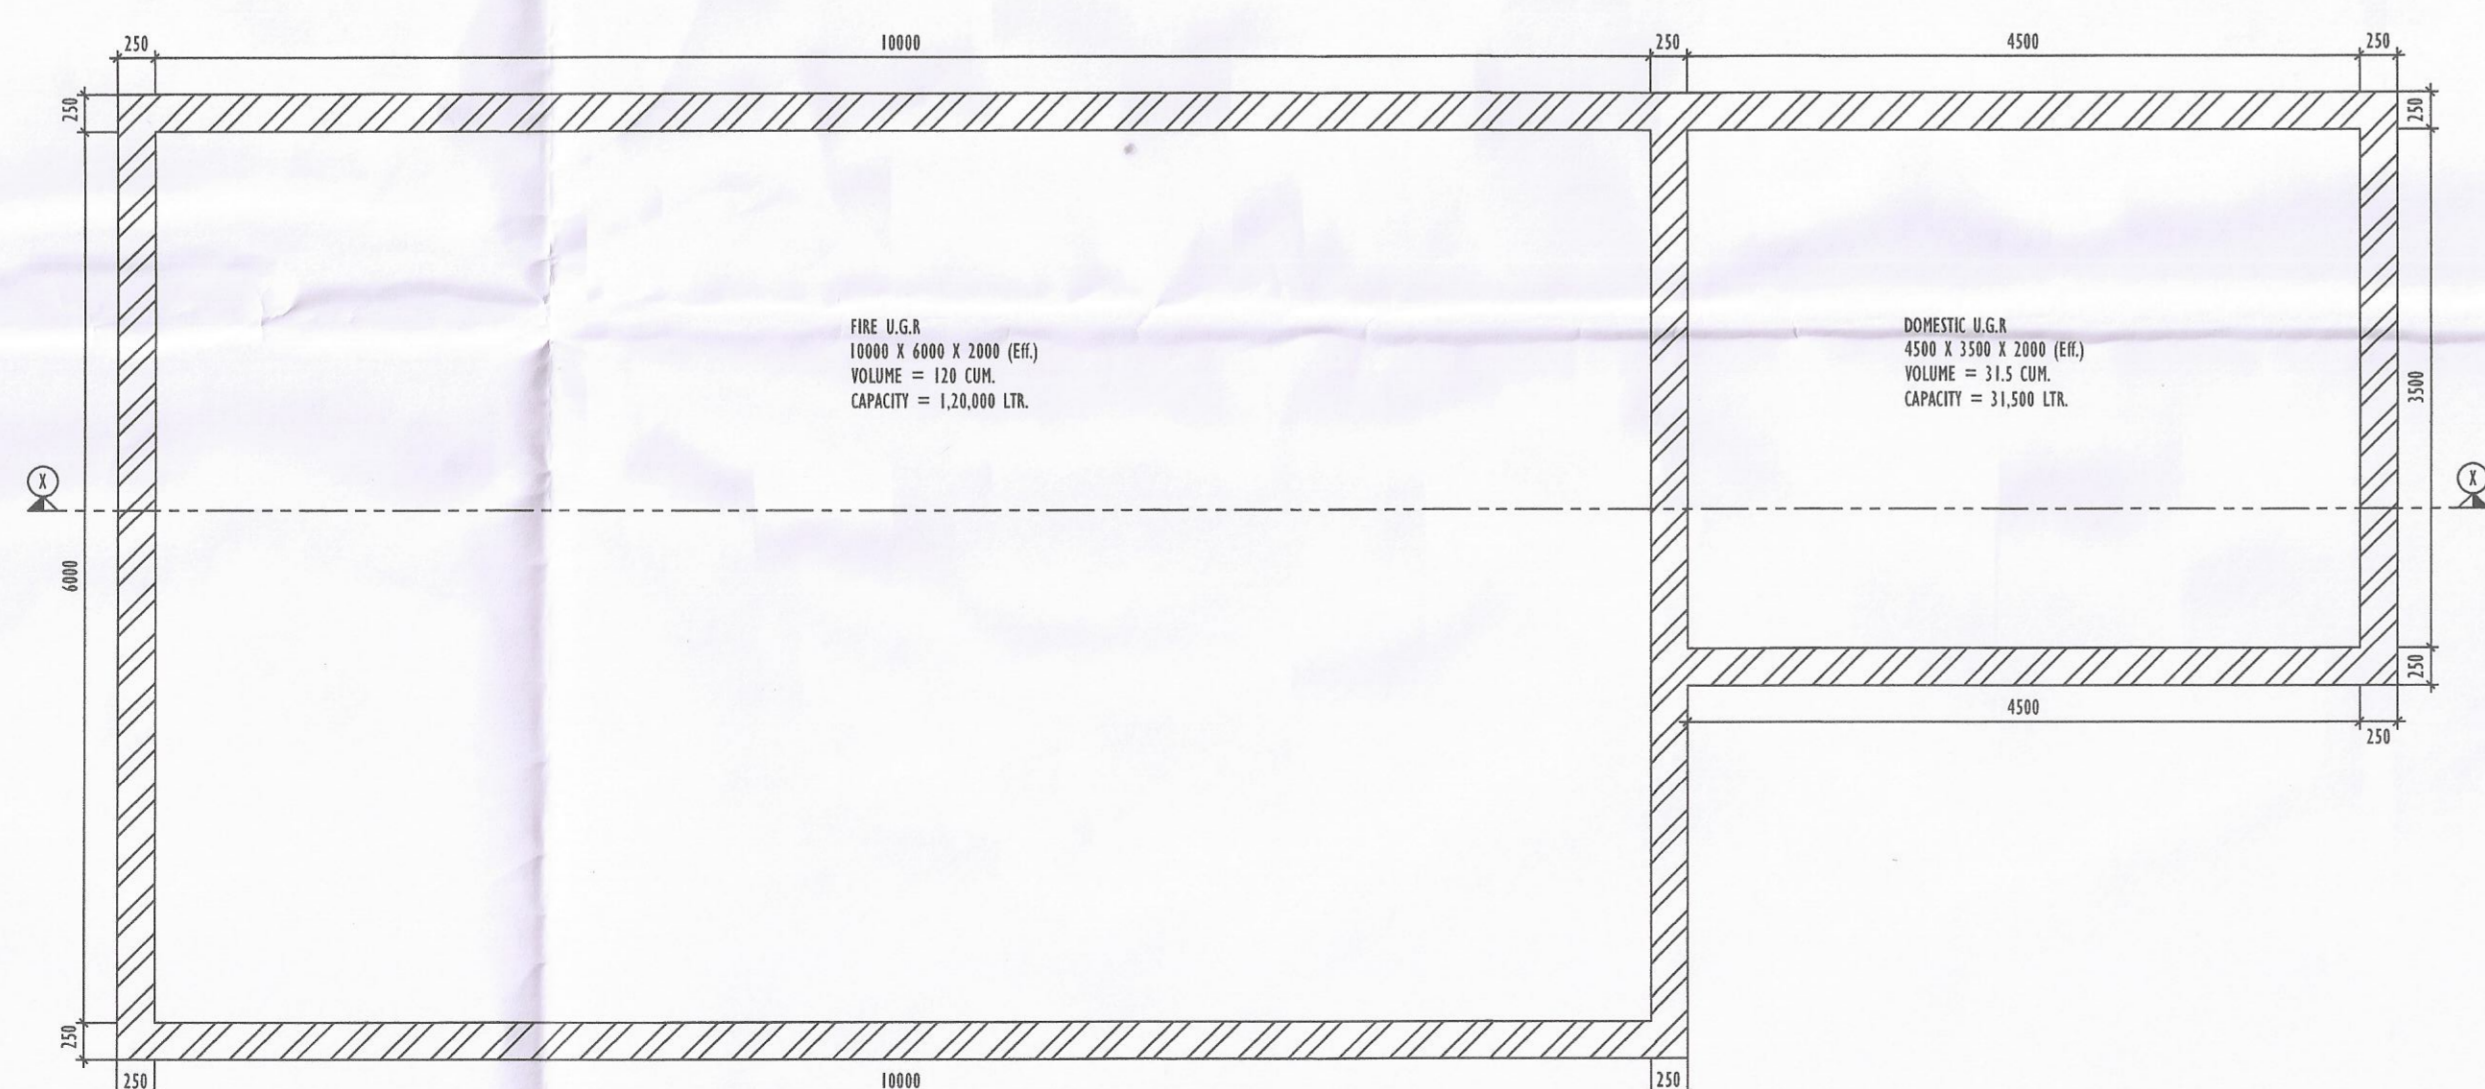 250
10000
250
4500
250
250
250
FIRE U.G.R
10000 X 6000 X 2000 (Eff.)
VOLUME = 120 CUM.
CAPACITY = 1,20,000 LTR.
DOMESTIC U.G.R
4500 X 3500 X 2000 (Eff.)
VOLUME = 31.5 CUM.
CAPACITY = 31,500 LTR.
3500
X
X
6000
250
4500
250
250
250
10000
250